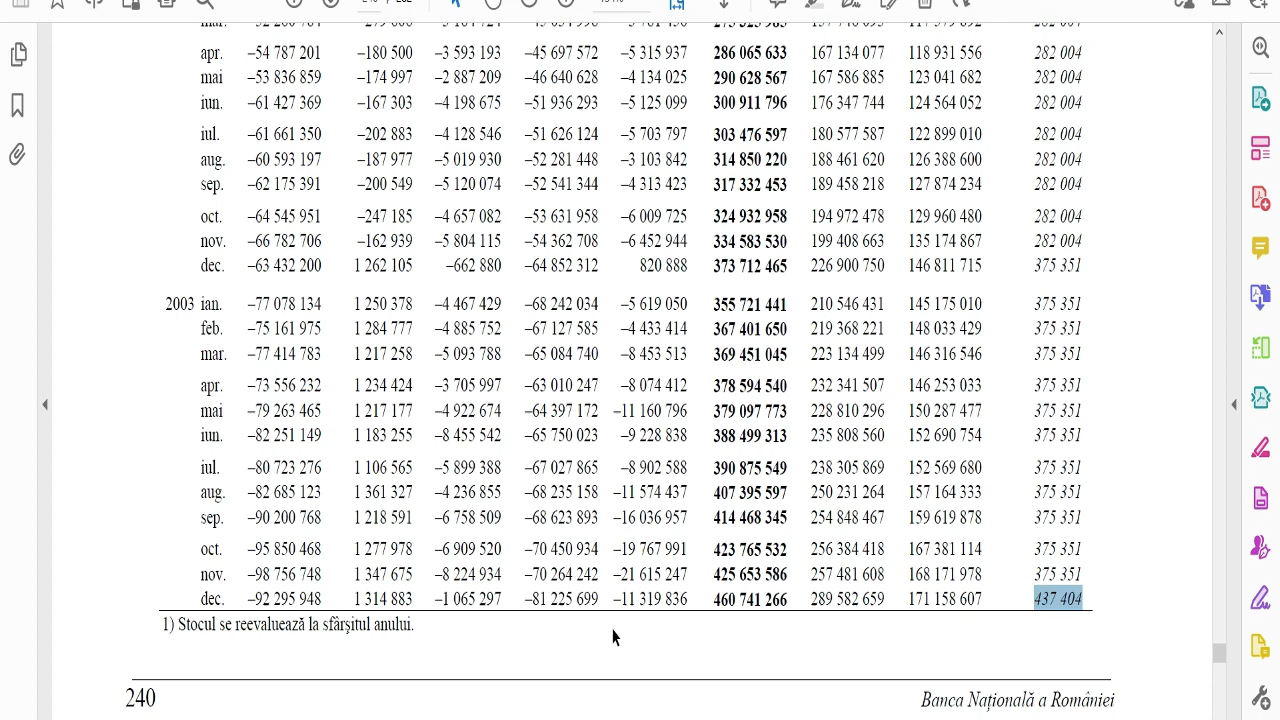 apr. –54 787 201 –180 500 –3 593 193 –45 697 572 –5 315 937 286 065 633 167 134 077 118 931 556 282 004
mai –53 836 859 –174 997 –2 887 209 –46 640 628 –4 134 025 290 628 567 167 586 885 123 041 682 282 004
iun. –61 427 369 –167 303 –4 198 675 –51 936 293 –5 125 099 300 911 796 176 347 744 124 564 052 282 004
iul. –61 661 350 –202 883 –4 128 546 –51 626 124 –5 703 797 303 476 597 180 577 587 122 899 010 282 004
aug. –60 593 197 –187 977 –5 019 930 –52 281 448 –3 103 842 314 850 220 188 461 620 126 388 600 282 004
sep. –62 175 391 –200 549 –5 120 074 –52 541 344 –4 313 423 317 332 453 189 458 218 127 874 234 282 004
oct. –64 545 951 –247 185 –4 657 082 –53 631 958 –6 009 725 324 932 958 194 972 478 129 960 480 282 004
nov. –66 782 706 –162 939 –5 804 115 –54 362 708 –6 452 944 334 583 530 199 408 663 135 174 867 282 004
dec. –63 432 200 1 262 105 –662 880 –64 852 312 820 888 373 712 465 226 900 750 146 811 715 375 351
2003 ian. –77 078 134 1 250 378 –4 467 429 –68 242 034 –5 619 050 355 721 441 210 546 431 145 175 010 375 351
feb. –75 161 975 1 284 777 –4 885 752 –67 127 585 –4 433 414 367 401 650 219 368 221 148 033 429 375 351
mar. –77 414 783 1 217 258 –5 093 788 –65 084 740 –8 453 513 369 451 045 223 134 499 146 316 546 375 351
apr. –73 556 232 1 234 424 –3 705 997 –63 010 247 –8 074 412 378 594 540 232 341 507 146 253 033 375 351
mai –79 263 465 1 217 177 –4 922 674 –64 397 172 –11 160 796 379 097 773 228 810 296 150 287 477 375 351
iun. –82 251 149 1 183 255 –8 455 542 –65 750 023 –9 228 838 388 499 313 235 808 560 152 690 754 375 351
iul. –80 723 276 1 106 565 –5 899 388 –67 027 865 –8 902 588 390 875 549 238 305 869 152 569 680 375 351
aug. –82 685 123 1 361 327 –4 236 855 –68 235 158 –11 574 437 407 395 597 250 231 264 157 164 333 375 351
sep. –90 200 768 1 218 591 –6 758 509 –68 623 893 –16 036 957 414 468 345 254 848 467 159 619 878 375 351
oct. –95 850 468 1 277 978 –6 909 520 –70 450 934 –19 767 991 423 765 532 256 384 418 167 381 114 375 351
nov. –98 756 748 1 347 675 –8 224 934 –70 264 242 –21 615 247 425 653 586 257 481 608 168 171 978 375 351
dec. –92 295 948 1 314 883 –1 065 297 –81 225 699 –11 319 836 460 741 266 289 582 659 171 158 607 437 404
1) Stocul se reevaluează la sfârşitul anului.
240 Banca Naţională a României